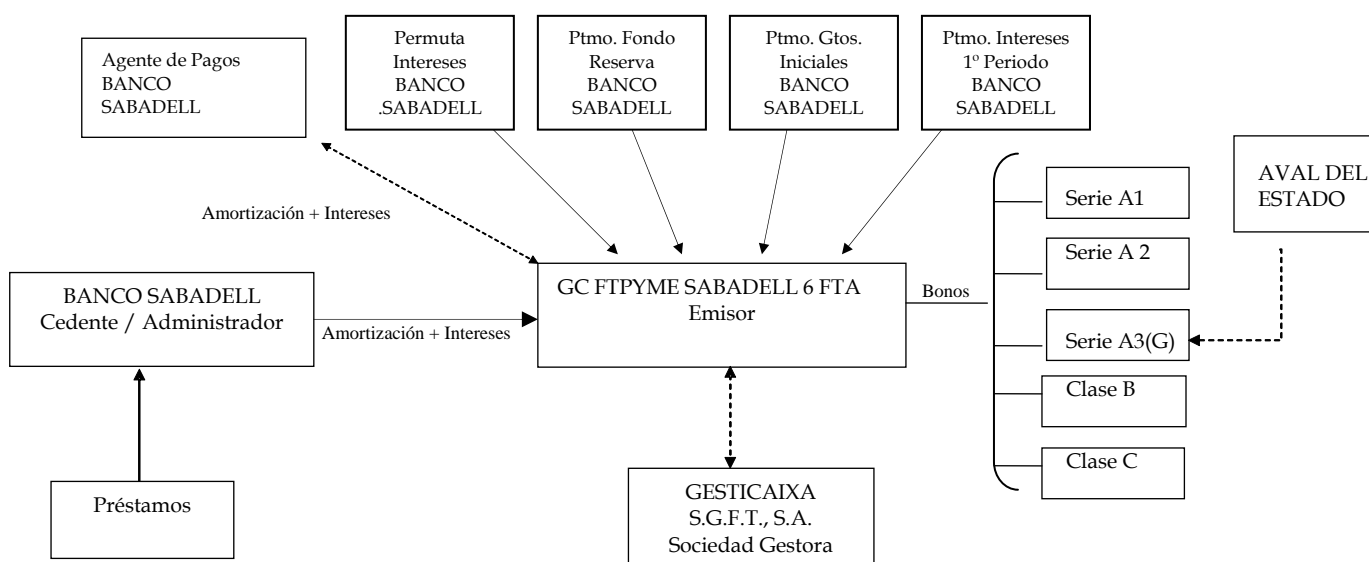 Agente de Pagos
BANCO
SABADELL
Permuta
Intereses
BANCO
.SABADELL
Ptmo. Fondo
Reserva
BANCO
SABADELL
Ptmo. Gtos.
Iniciales
BANCO
SABADELL
Ptmo. Intereses
1º Periodo
BANCO
SABADELL
Amortización + Intereses
BANCO SABADELL
Cedente / Administrador
Amortización + Intereses
GC FTPYME SABADELL 6 FTA
Emisor
Bonos
Serie A1
Serie A 2
Serie A3(G)
Clase B
Clase C
AVAL DEL
ESTADO
Préstamos
GESTICAIXA
S.G.F.T., S.A.
Sociedad Gestora